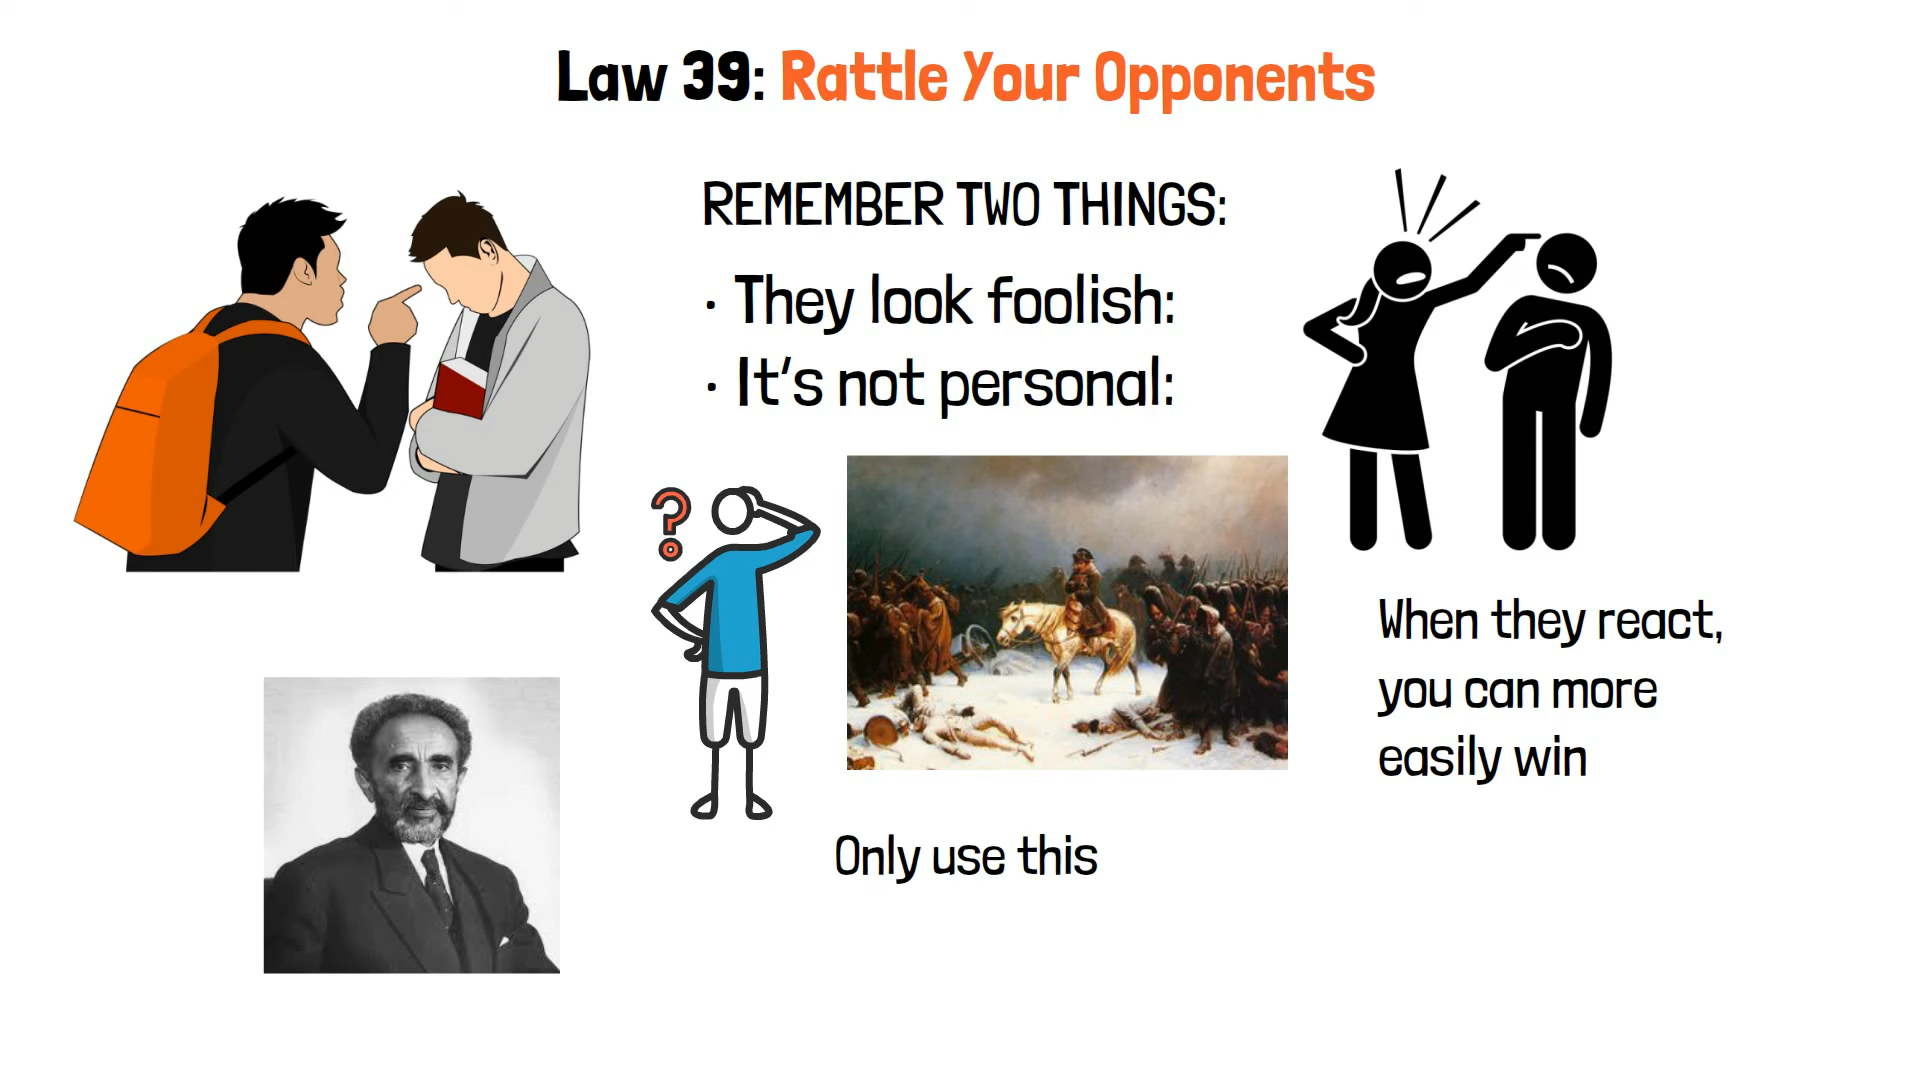 Law 39: Rattle Your Opponents
REMEMBER TWO THINGS:
· They look foolish:
· It's not personal:
When they react,
you can more
easily win
Only use this